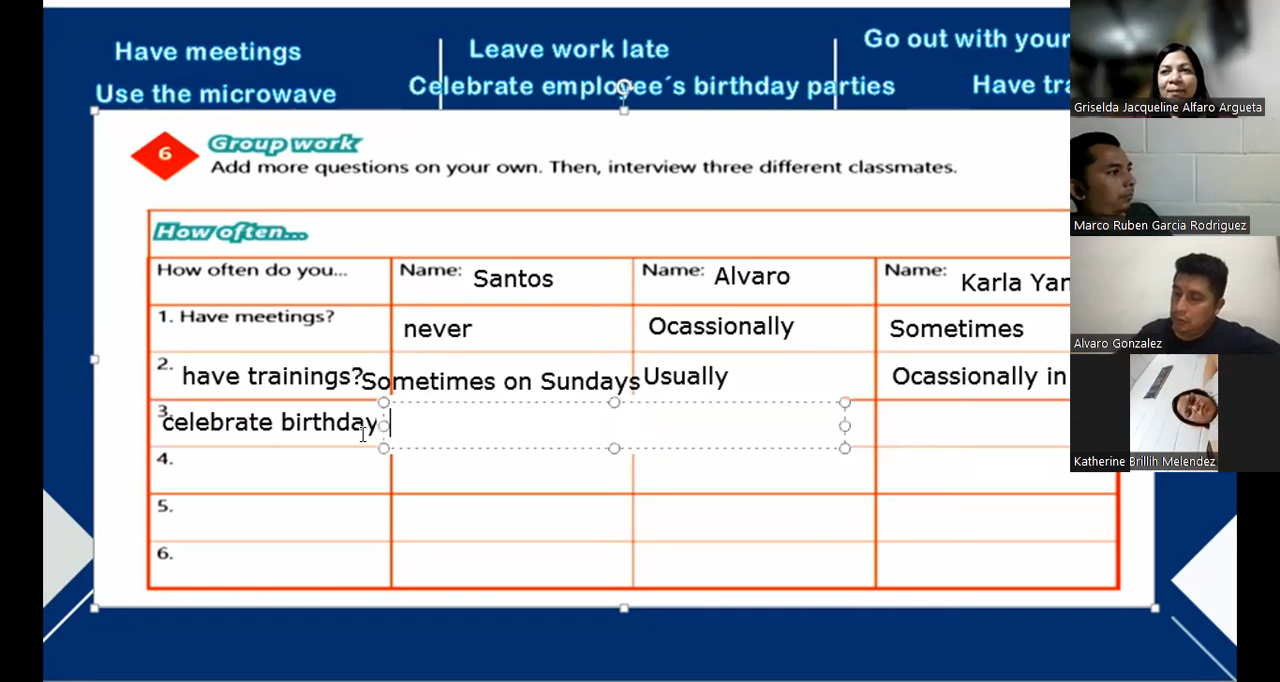 Have meetings
Leave work late
Go out with your
Use the microwave
Celebrate employee´s birthday parties
Have tra
6
Group work
Add more questions on your own. Then, interview three different classmates.
How often...
How often do you...
Name: Santos
Name: Alvaro
Name: Karla Yan
1. Have meetings?
never
Ocassionally
Sometimes
2. have trainings?
Sometimes on Sundays
Usually
Ocassionally in
3. celebrate birthday
4.
5.
6.
Griselda Jacqueline Alfaro Argueta
Marco Ruben Garcia Rodriguez
Alvaro Gonzalez
Katherine Brillih Melendez